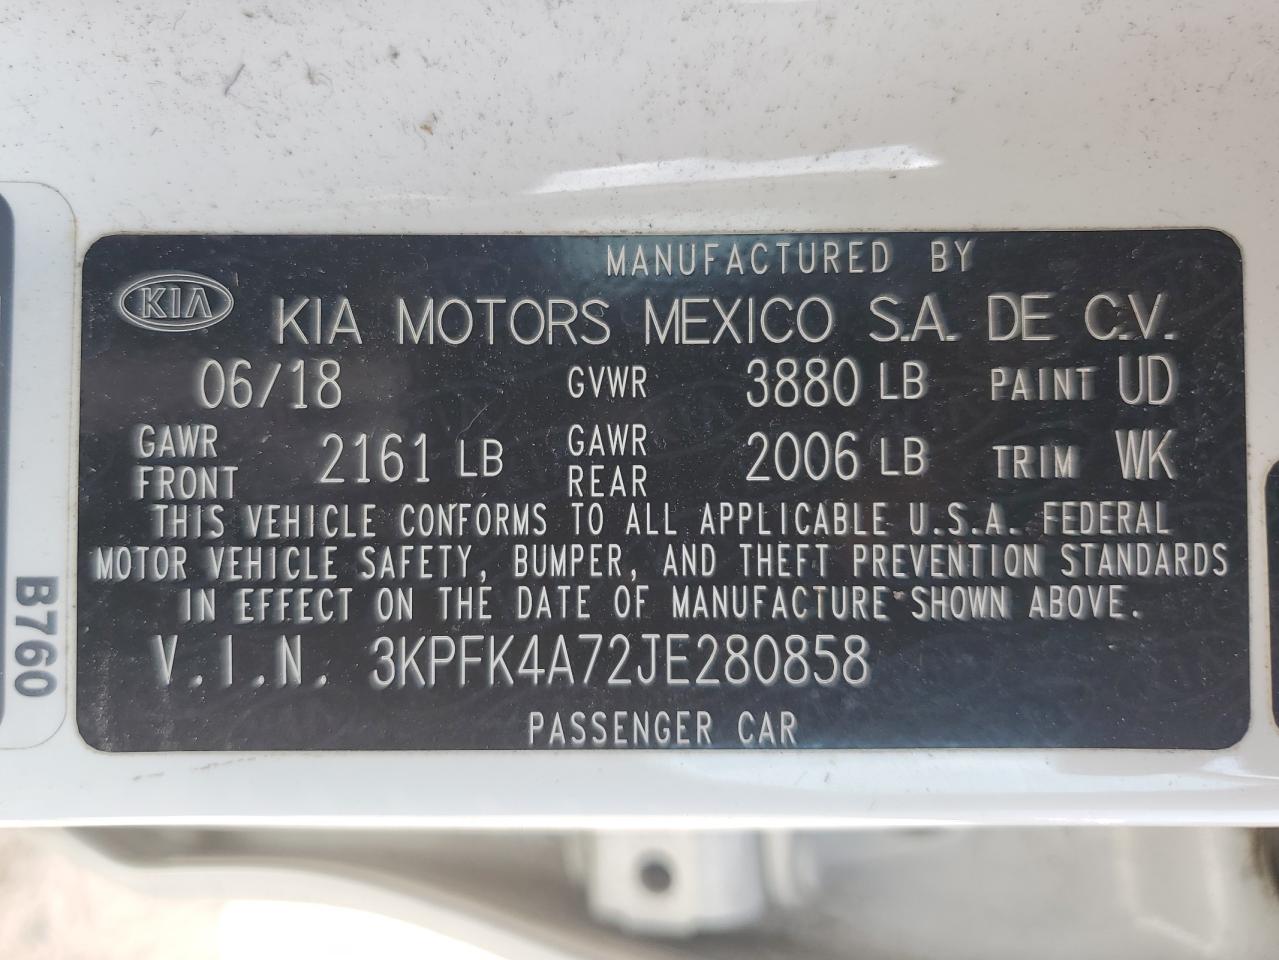 MANUFACTURED BY
KIA KIA MOTORS MEXICO S.A. DE C.V.
06/18 GVWR 3880 LB PAINT UD
GAWR FRONT 2161 LB GAWR REAR 2006 LB TRIM WK
THIS VEHICLE CONFORMS TO ALL APPLICABLE U.S.A. FEDERAL
MOTOR VEHICLE SAFETY, BUMPER, AND THEFT PREVENTION STANDARDS
IN EFFECT ON THE DATE OF MANUFACTURE SHOWN ABOVE.
V.I.N. 3KPFK4A72JE280858
PASSENGER CAR
B760